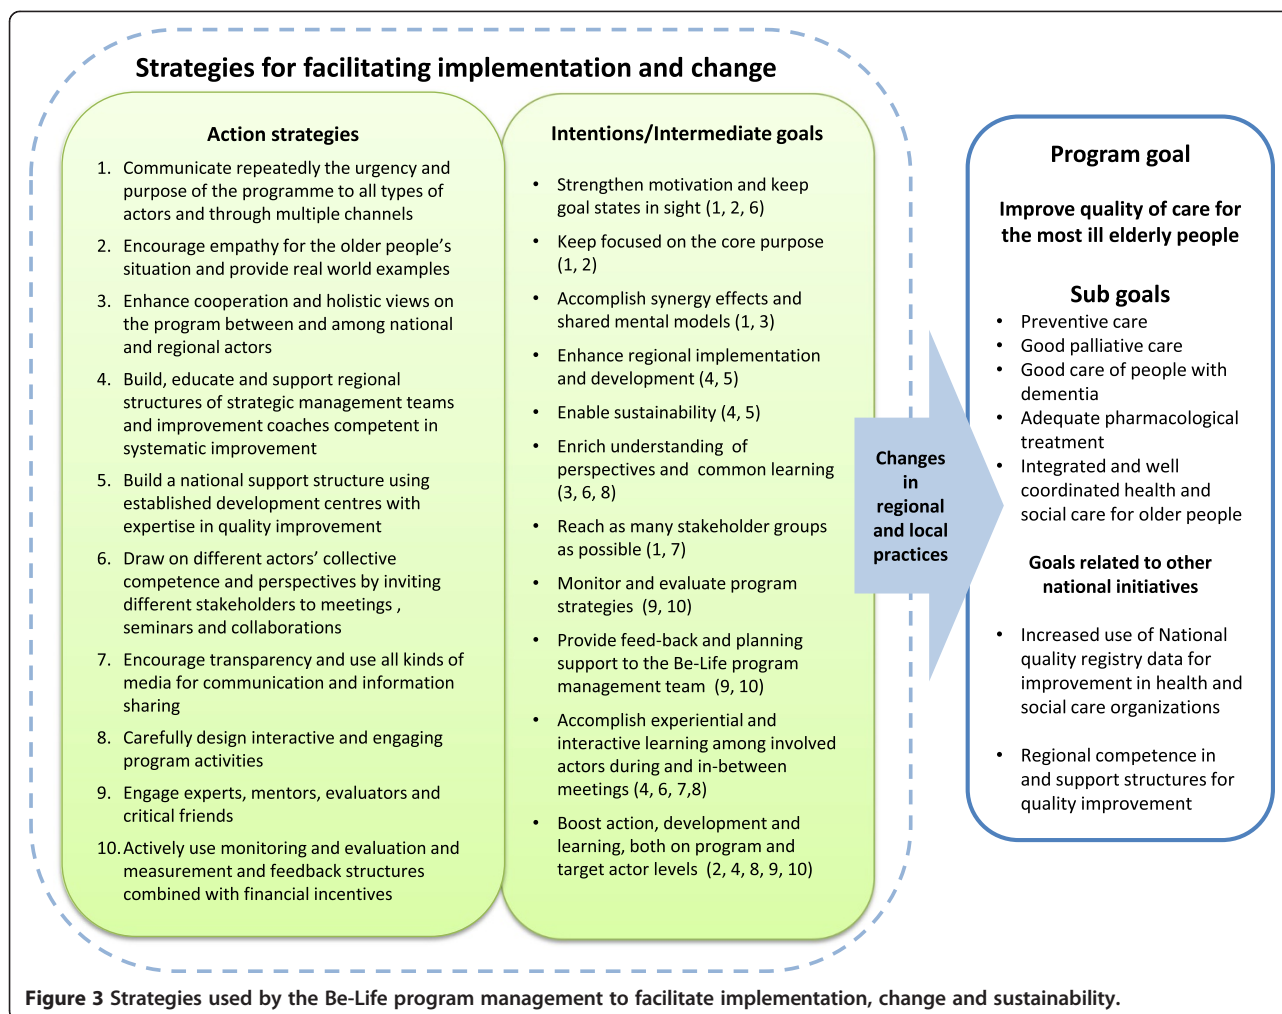 Strategies for facilitating implementation and change
Action strategies
1. Communicate repeatedly the urgency and
purpose of the programme to all types of
actors and through multiple channels
2. Encourage empathy for the older people’s
situation and provide real world examples
3. Enhance cooperation and holistic views on
the program between and among national
and regional actors
4. Build, educate and support regional
structures of strategic management teams
and improvement coaches competent in
systematic improvement
5. Build a national support structure using
established development centres with
expertise in quality improvement
6. Draw on different actors’ collective
competence and perspectives by inviting
different stakeholders to meetings ,
seminars and collaborations
7. Encourage transparency and use all kinds of
media for communication and information
sharing
8. Carefully design interactive and engaging
program activities
9. Engage experts, mentors, evaluators and
critical friends
10. Actively use monitoring and evaluation and
measurement and feedback structures
combined with financial incentives
Intentions/Intermediate goals
• Strengthen motivation and keep
goal states in sight (1, 2, 6)
• Keep focused on the core purpose
(1, 2)
• Accomplish synergy effects and
shared mental models (1, 3)
• Enhance regional implementation
and development (4, 5)
• Enable sustainability (4, 5)
• Enrich understanding of
perspectives and common learning
(3, 6, 8)
• Reach as many stakeholder groups
as possible (1, 7)
• Monitor and evaluate program
strategies (9, 10)
• Provide feed-back and planning
support to the Be-Life program
management team (9, 10)
• Accomplish experiential and
interactive learning among involved
actors during and in-between
meetings (4, 6, 7,8)
• Boost action, development and
learning, both on program and
target actor levels (2, 4, 8, 9, 10)
Changes
in
regional
and local
practices
Program goal
Improve quality of care for
the most ill elderly people
Sub goals
• Preventive care
• Good palliative care
• Good care of people with
dementia
• Adequate pharmacological
treatment
• Integrated and well
coordinated health and
social care for older people
Goals related to other
national initiatives
• Increased use of National
quality registry data for
improvement in health and
social care organizations
• Regional competence in
and support structures for
quality improvement
Figure 3 Strategies used by the Be-Life program management to facilitate implementation, change and sustainability.